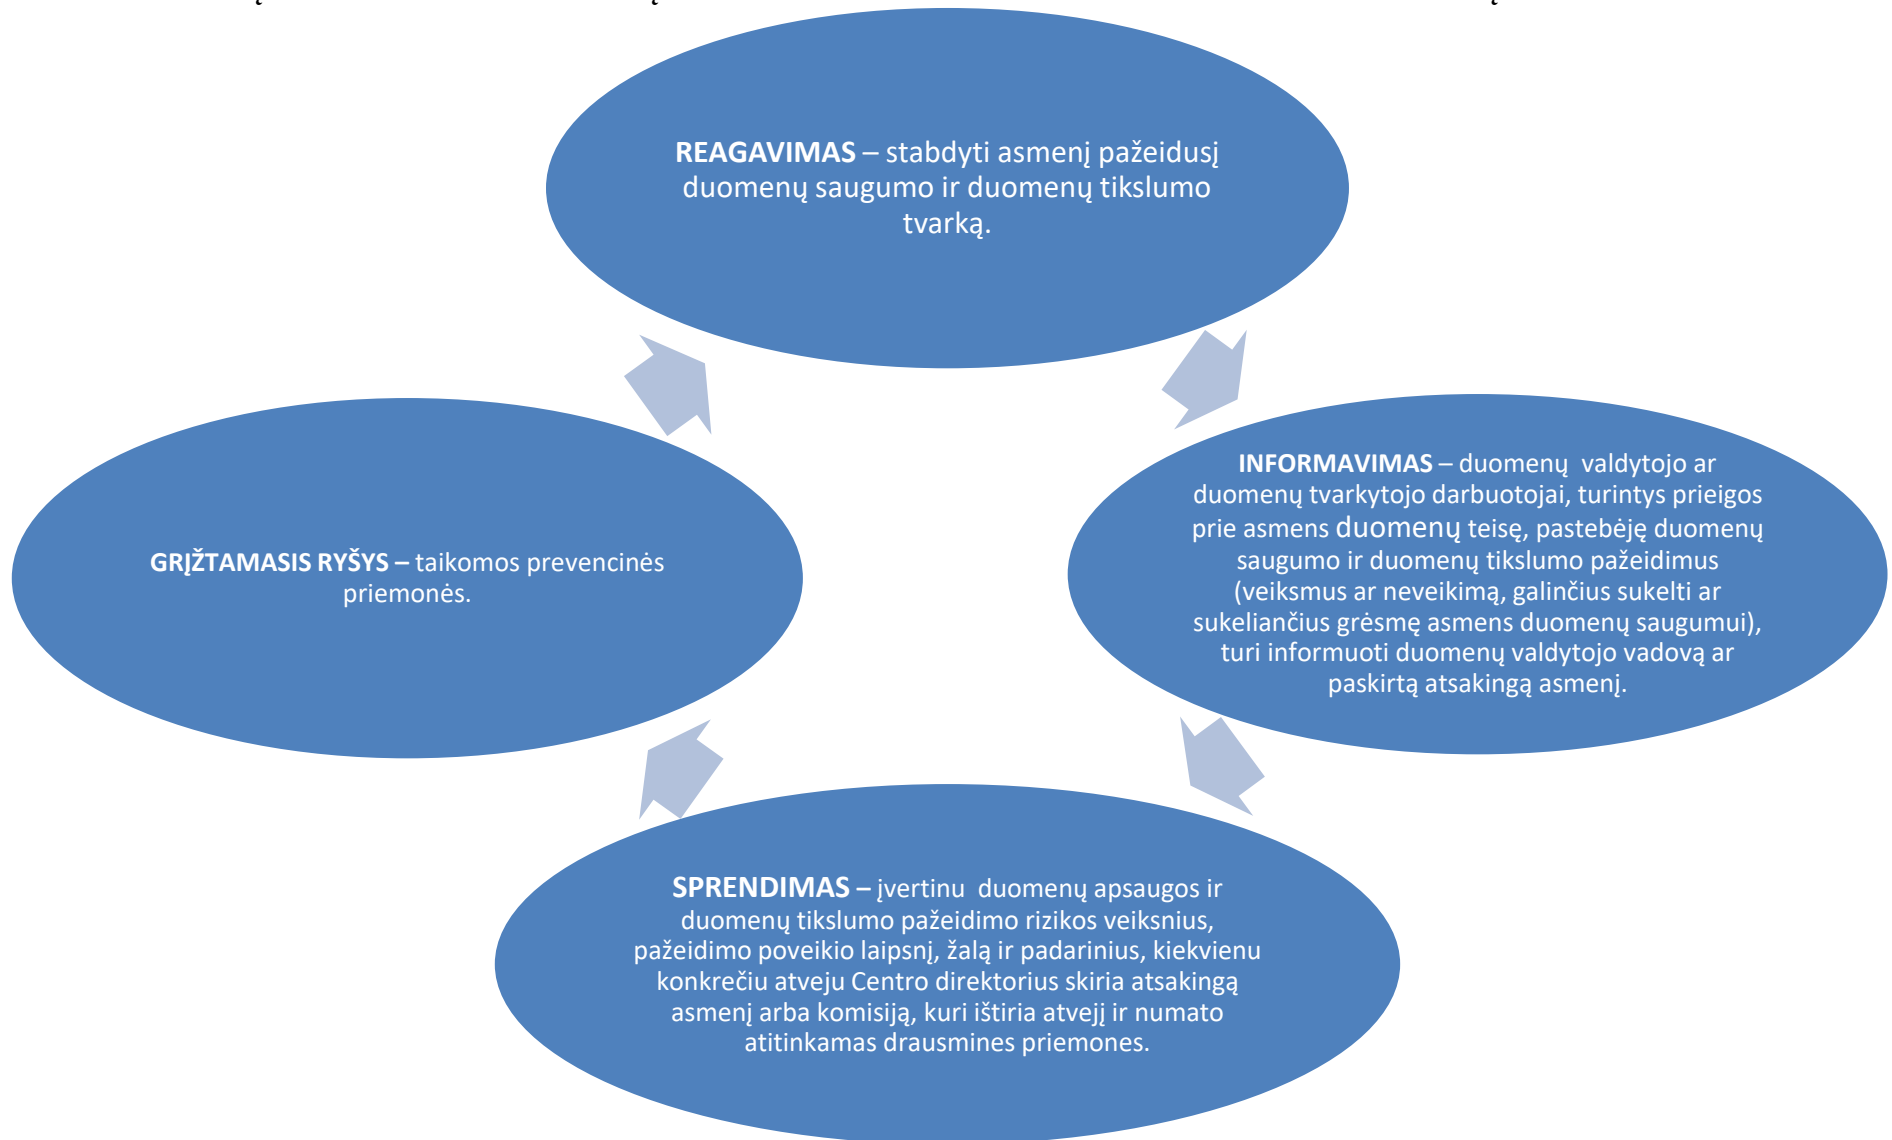 REAGAVIMAS – stabdyti asmenį pažeidusį
duomenų saugumo ir duomenų tikslumo
tvarką.
INFORMAVIMAS – duomenų  valdytojo ar
duomenų tvarkytojo darbuotojai, turintys prieigos
prie asmens duomenų teisę, pastebėję duomenų
saugumo ir duomenų tikslumo pažeidimus
(veiksmus ar neveikimą, galinčius sukelti ar
sukeliančius grėsmę asmens duomenų saugumui),
turi informuoti duomenų valdytojo vadovą ar
paskirtą atsakingą asmenį.
SPRENDIMAS – įvertinu  duomenų apsaugos ir
duomenų tikslumo pažeidimo rizikos veiksnius,
pažeidimo poveikio laipsnį, žalą ir padarinius, kiekvienu
konkrečiu atveju Centro direktorius skiria atsakingą
asmenį arba komisiją, kuri ištiria atvejį ir numato
atitinkamas drausmines priemones.
GRĮŽTAMASIS RYŠYS – taikomos prevencinės
priemonės.